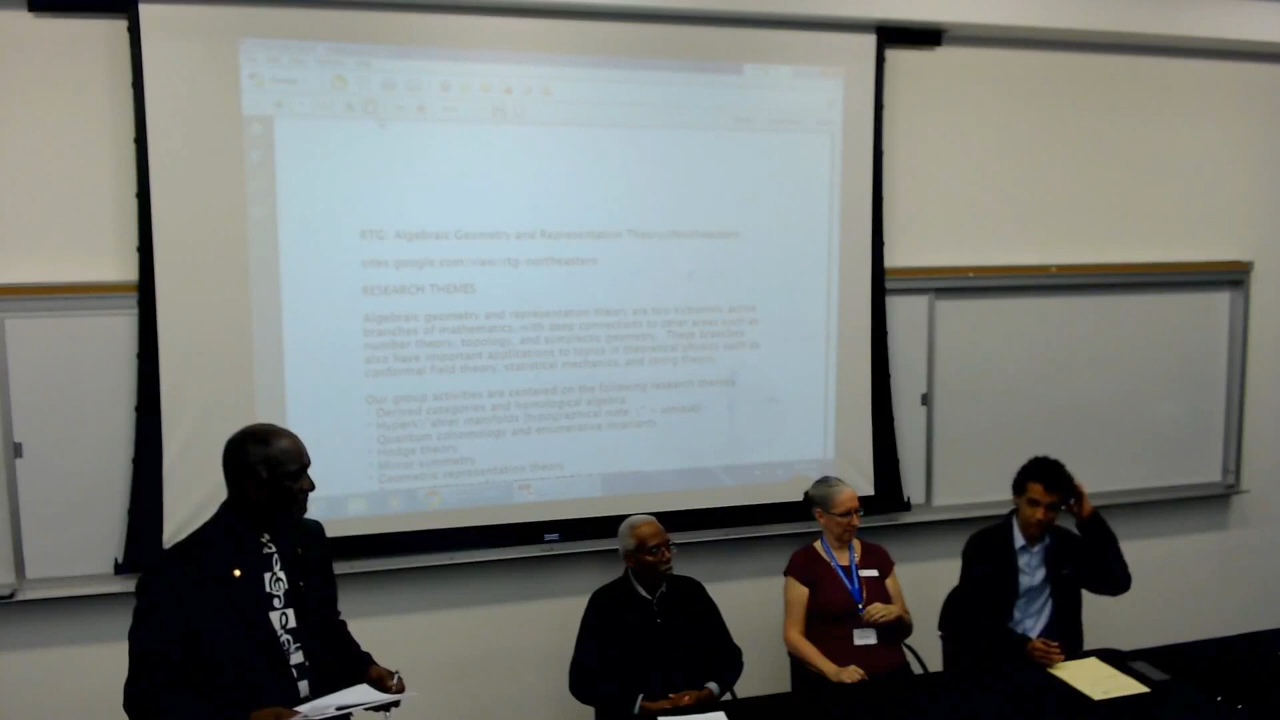 RTG: Algebraic Geometry and Representation Theory
sites.google.com/view/rtg-northeastern
RESEARCH THEMES
Algebraic geometry and representation theory are two extremely active
branches of mathematics, with deep connections to other areas such as
number theory, topology, and symplectic geometry. These branches
also have important applications to topics in theoretical physics such as
conformal field theory, statistical mechanics, and string theory.
Our group activities are centered on the following research themes
* Derived categories and homological algebra
manifolds
* Quantum cohomology and enumerative invariants
* Hodge theory
* Mirror symmetry
* Geometric representation theory